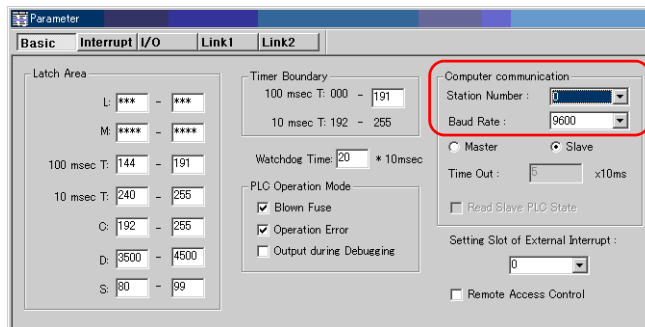 Parameter
Basic Interrupt I/O Link1 Link2
Latch Area
L: *** - ***
M: **** - ****
100 msec T: 144 - 191
10 msec T: 240 - 255
C: 192 - 255
D: 3500 - 4500
S: 80 - 99
Timer Boundary
100 msec T: 000 - 191
10 msec T: 192 - 255
Watchdog Time: 20 * 10msec
PLC Operation Mode
Blown Fuse
Operation Error
Output during Debugging
Computer communication
Station Number : 0
Baud Rate : 9600
Master Slave
Time Out : 5 x10ms
Read Slave PLC State
Setting Slot of External Interrupt :
0
Remote Access Control